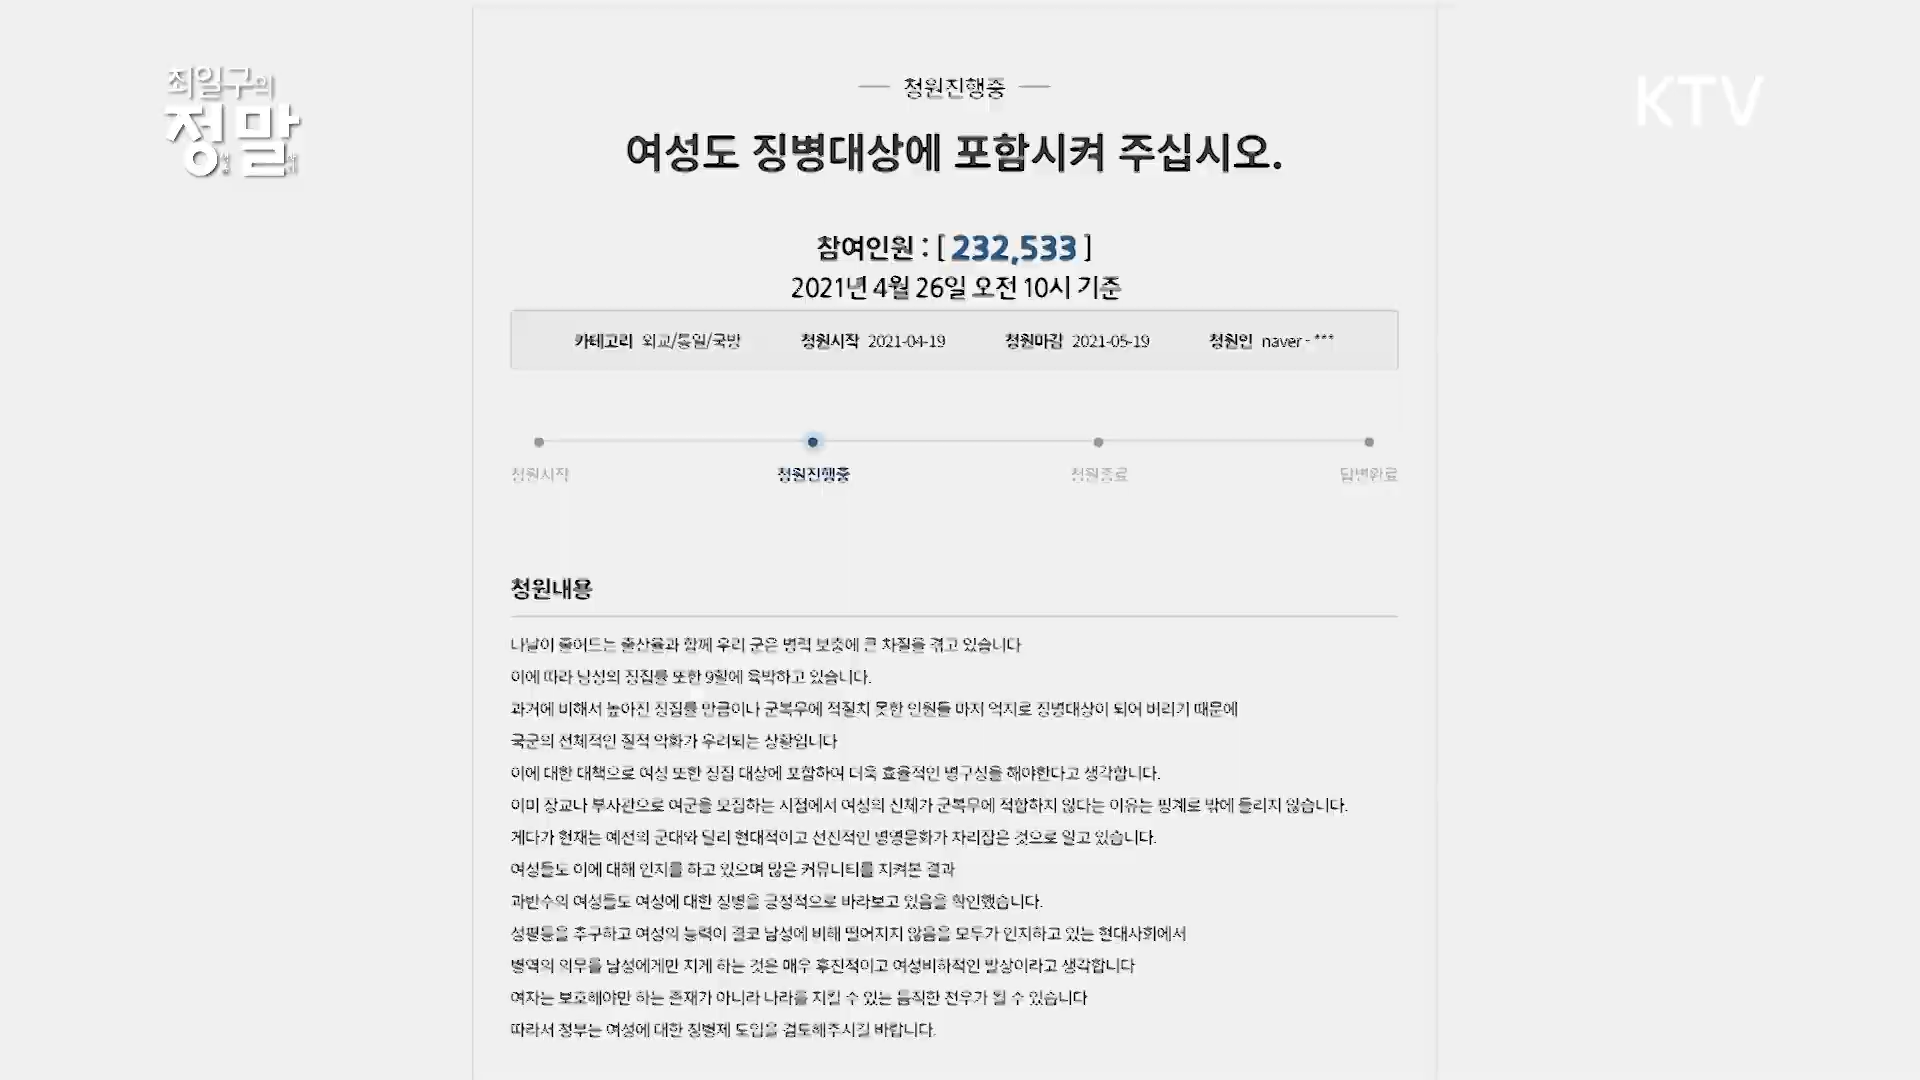 최일구의
정말
KTV
청원진행중
여성도 징병대상에 포함시켜 주십시오.
참여인원 : [ 232,533 ]
2021년 4월 26일 오전 10시 기준
카테고리 외교/통일/국방 청원시작 2021-04-19 청원마감 2021-05-19 청원인 naver - ***
청원시작 청원진행중 청원종료 답변완료
청원내용
나날이 줄어드는 출산율과 함께 우리 군은 병력 보충에 큰 차질을 겪고 있습니다
이에 따라 남성의 징집률 또한 9할에 육박하고 있습니다.
과거에 비해서 높아진 징집률 만큼이나 군복무에 적절치 못한 인원들 마저 억지로 징병대상이 되어 버리기 때문에
국군의 전체적인 질적 악화가 우려되는 상황입니다
이에 대한 대책으로 여성 또한 징집 대상에 포함하여 더욱 효율적인 병구성을 해야한다고 생각합니다.
이미 장교나 부사관으로 여군을 모집하는 시점에서 여성의 신체가 군복무에 적합하지 않다는 이유는 핑계로 밖에 들리지 않습니다.
게다가 현재는 예전의 군대와 달리 현대적이고 선진적인 병영문화가 자리잡은 것으로 알고 있습니다.
여성들도 이에 대해 인지를 하고 있으며 많은 커뮤니티를 지켜본 결과
과반수의 여성들도 여성에 대한 징병을 긍정적으로 바라보고 있음을 확인했습니다.
성평등을 추구하고 여성의 능력이 결코 남성에 비해 떨어지지 않음을 모두가 인지하고 있는 현대사회에서
병역의 의무를 남성에게만 지게 하는 것은 매우 후진적이고 여성비하적인 발상이라고 생각합니다
여자는 보호해야만 하는 존재가 아니라 나라를 지킬 수 있는 듬직한 전우가 될 수 있습니다
따라서 정부는 여성에 대한 징병제 도입을 검토해주시길 바랍니다.